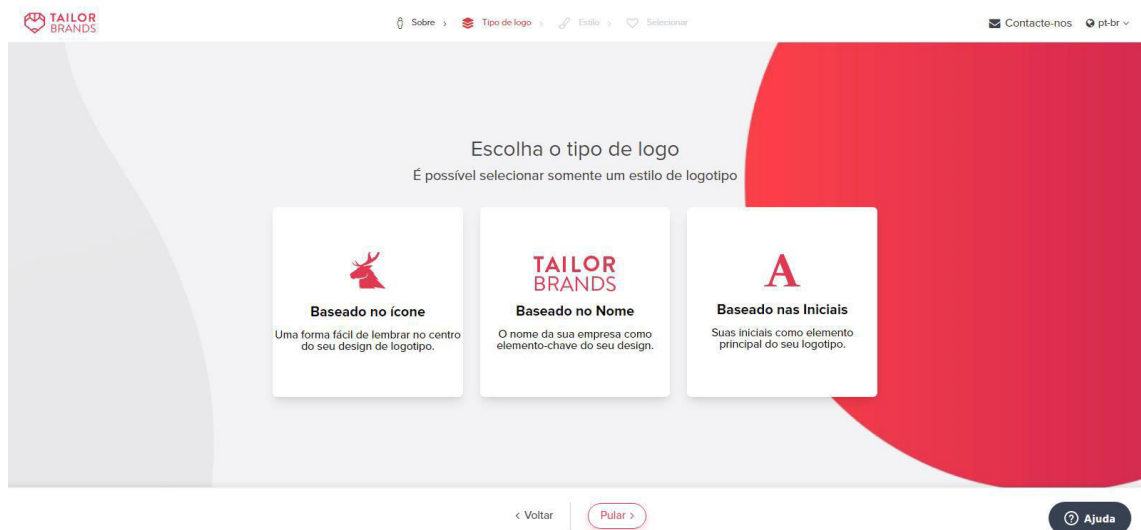 TAILOR
BRANDS
Sobre > Tipo de logo > Estilo > Selecionar
Contacte-nos pt-br
Escolha o tipo de logo
É possível selecionar somente um estilo de logotipo
Baseado no ícone
Uma forma fácil de lembrar no centro
do seu design de logotipo.
TAILOR
BRANDS
Baseado no Nome
O nome da sua empresa como
elemento-chave do seu design.
A
Baseado nas Iniciais
Suas iniciais como elemento
principal do seu logotipo.
< Voltar
Pular >
Ajuda